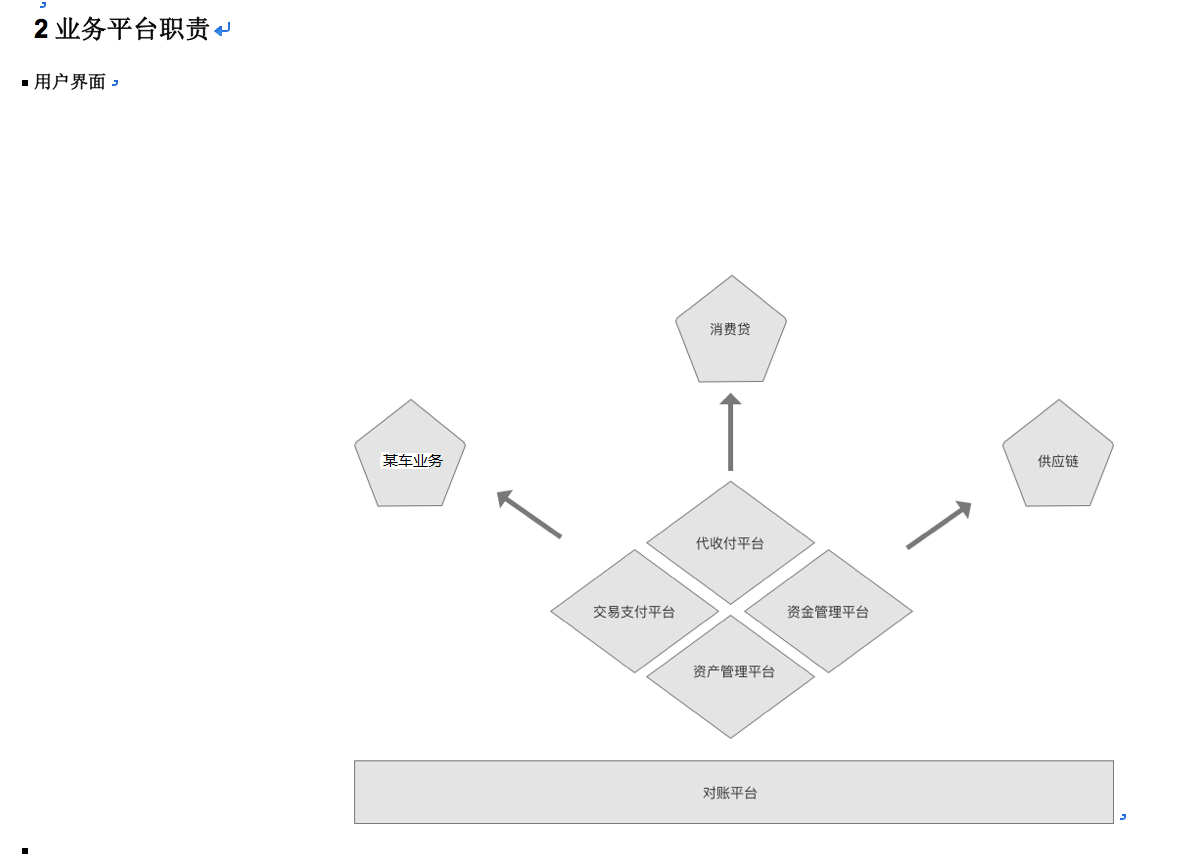 2 业务平台职责
用户界面
消费贷
某车业务
供应链
代收付平台
交易支付平台
资金管理平台
资产管理平台
对账平台